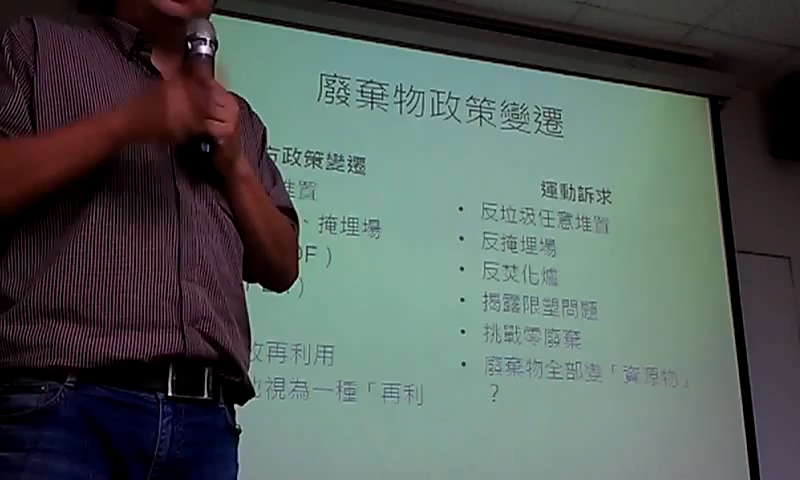 廢棄物政策變遷
方政策變遷
堆置
、掩埋場
DF）
）
收再利用
也視為一種「再利
運動訴求
• 反垃圾任意堆置
• 反掩埋場
• 反焚化爐
• 揭露限塑問題
• 挑戰零廢棄
• 廢棄物全部變「資源物」
？